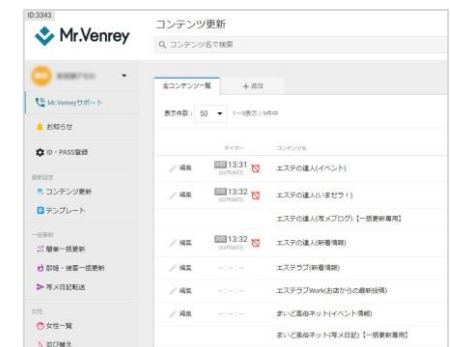 ID:3343
Mr.Venrey
コンテンツ更新
コンテンツ名で検索
Mr.Venreyサポート
お知らせ
ID・PASS登録
コンテンツ更新
テンプレート
一括更新
簡単一括更新
写メ日記転送
女性
女性一覧
並び替え
全コンテンツ一覧
+ 追加
表示件数: 50
タイマー
コンテンツ名
編集
13:31
エステの達人(イベント)
編集
13:32
エステの達人(いまセラ!)
エステの達人(写メブログ)【一括更新専用】
編集
13:32
エステの達人(新着情報)
編集
--:--:--
エステラブ(新着情報)
編集
--:--:--
エステラブWork(お店からの最新投稿)
編集
--:--:--
まいど風俗ネット(イベント情報)
まいど風俗ネット(写メ日記)【一括更新専用】